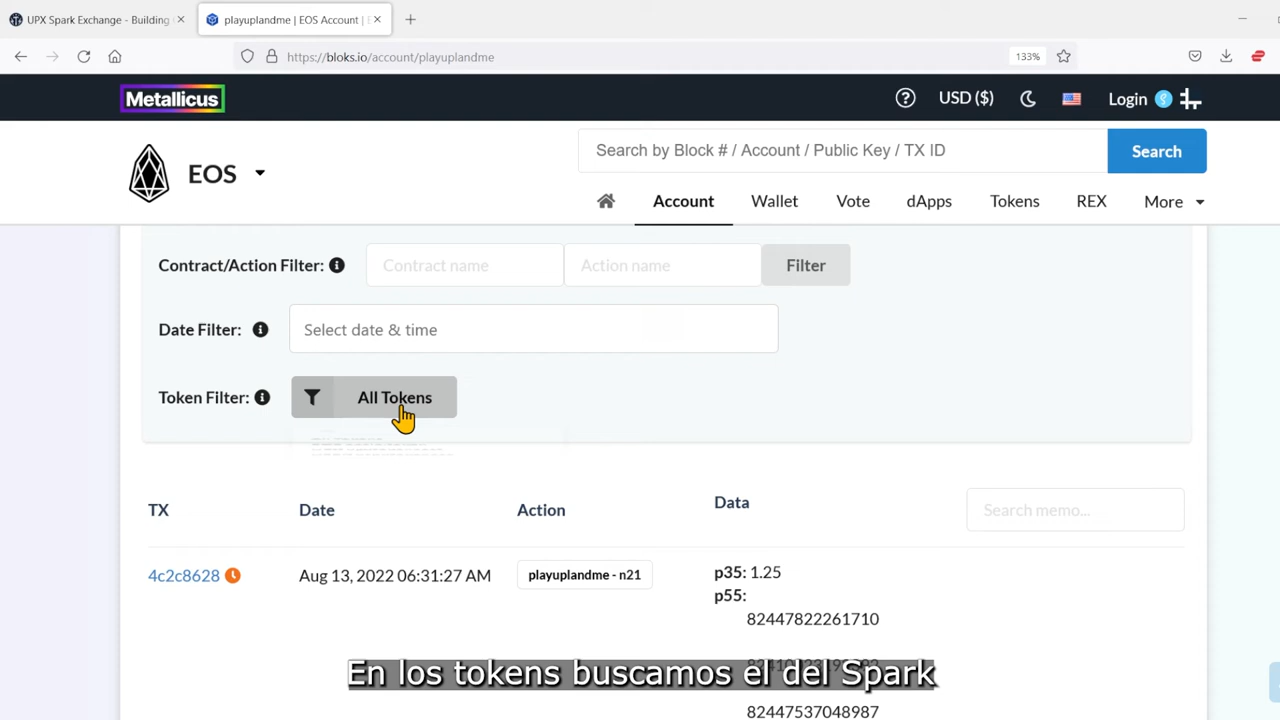 UPX Spark Exchange - Building
playuplandme | EOS Account |
https://bloks.io/account/playuplandme
133%
Metallicus
USD ($)
Login
EOS
Search by Block # / Account / Public Key / TX ID
Search
Account
Wallet
Vote
dApps
Tokens
REX
More
Contract/Action Filter:
Contract name
Action name
Filter
Date Filter:
Select date & time
Token Filter:
All Tokens
TX
Date
Action
Data
Search memo...
4c2c8628
Aug 13, 2022 06:31:27 AM
playuplandme - n21
p35: 1.25
p55:
82447822261710
En los tokens buscamos el del Spark
82447537048987